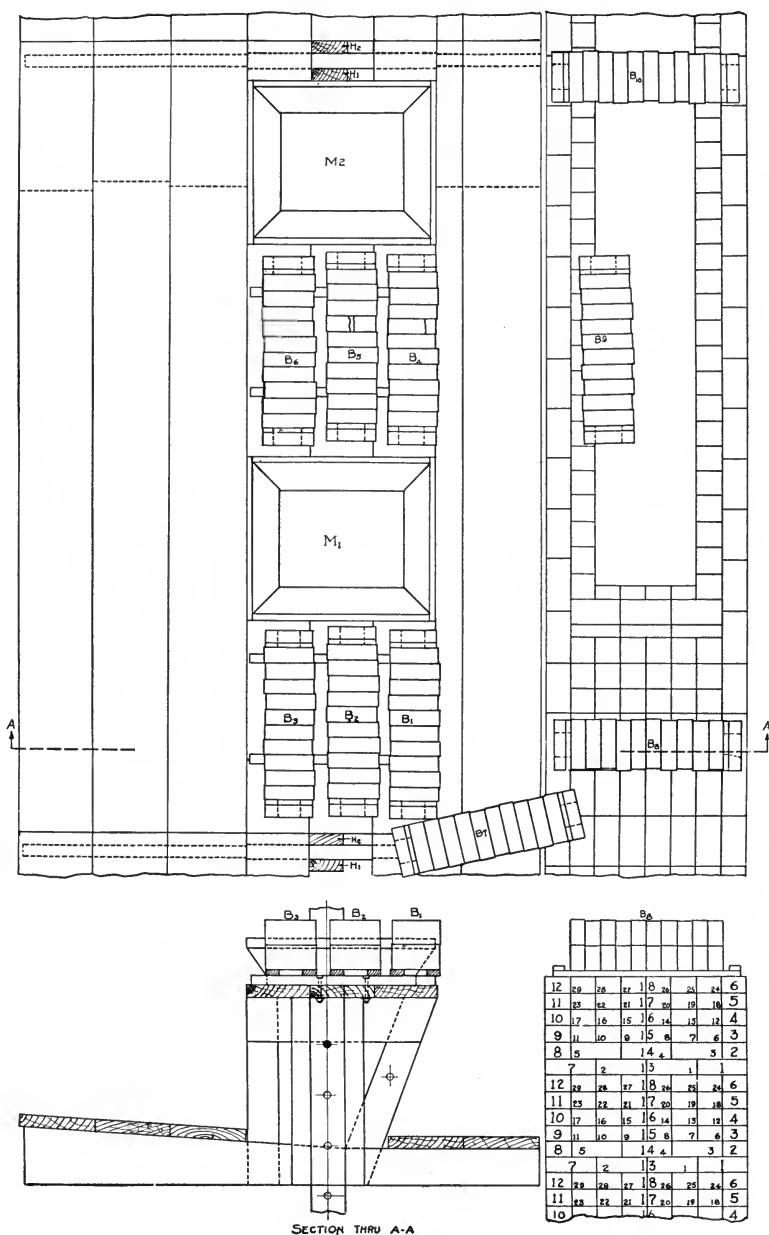 H2
B10
H1
M2
B9
B6 B5 B4
M1
B3 B2 B1
A A
B8
B7
H2
H1
B3 B2 B1 B8
12 29 28 27 18 26 25 24 6
11 23 22 21 17 20 19 18 5
10 17 16 15 16 14 13 12 4
9 11 10 9 15 8 7 6 3
8 5 14 4 3 2
7 2 13 1 1
12 29 28 27 18 26 25 24 6
11 23 22 21 17 20 19 18 5
10 17 16 15 16 14 13 12 4
9 11 10 9 15 8 7 6 3
8 5 14 4 3 2
7 2 13 1 1
12 29 28 27 18 26 25 24 6
11 23 22 21 17 20 19 18 5
10 16 4
SECTION THRU A-A